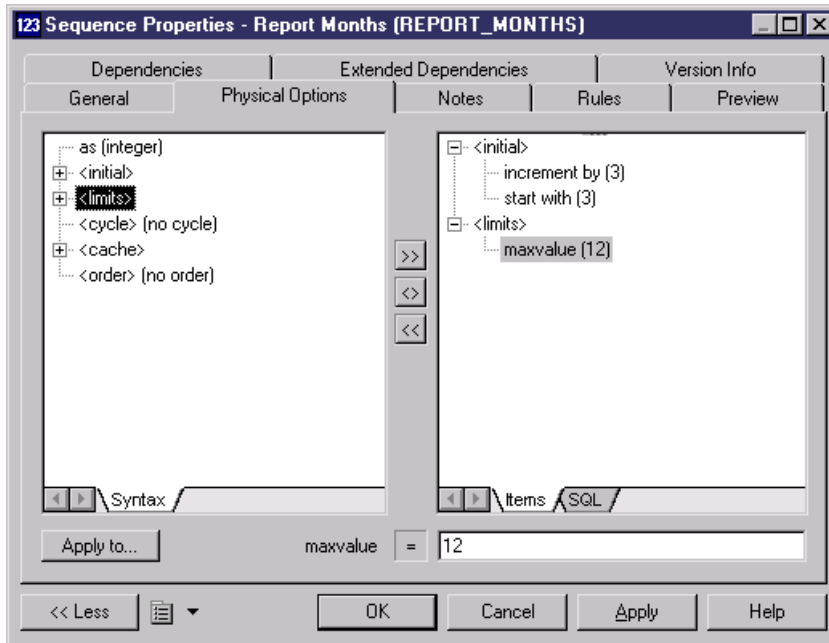 123 Sequence Properties - Report Months (REPORT_MONTHS)
Dependencies Extended Dependencies Version Info
General Physical Options Notes Rules Preview
as (integer)
<initial>
<limits>
<cycle> (no cycle)
<cache>
<order> (no order)
>>
<>
<<
<initial>
increment by (3)
start with (3)
<limits>
maxvalue (12)
Syntax
Items SQL
Apply to... maxvalue = 12
<< Less OK Cancel Apply Help